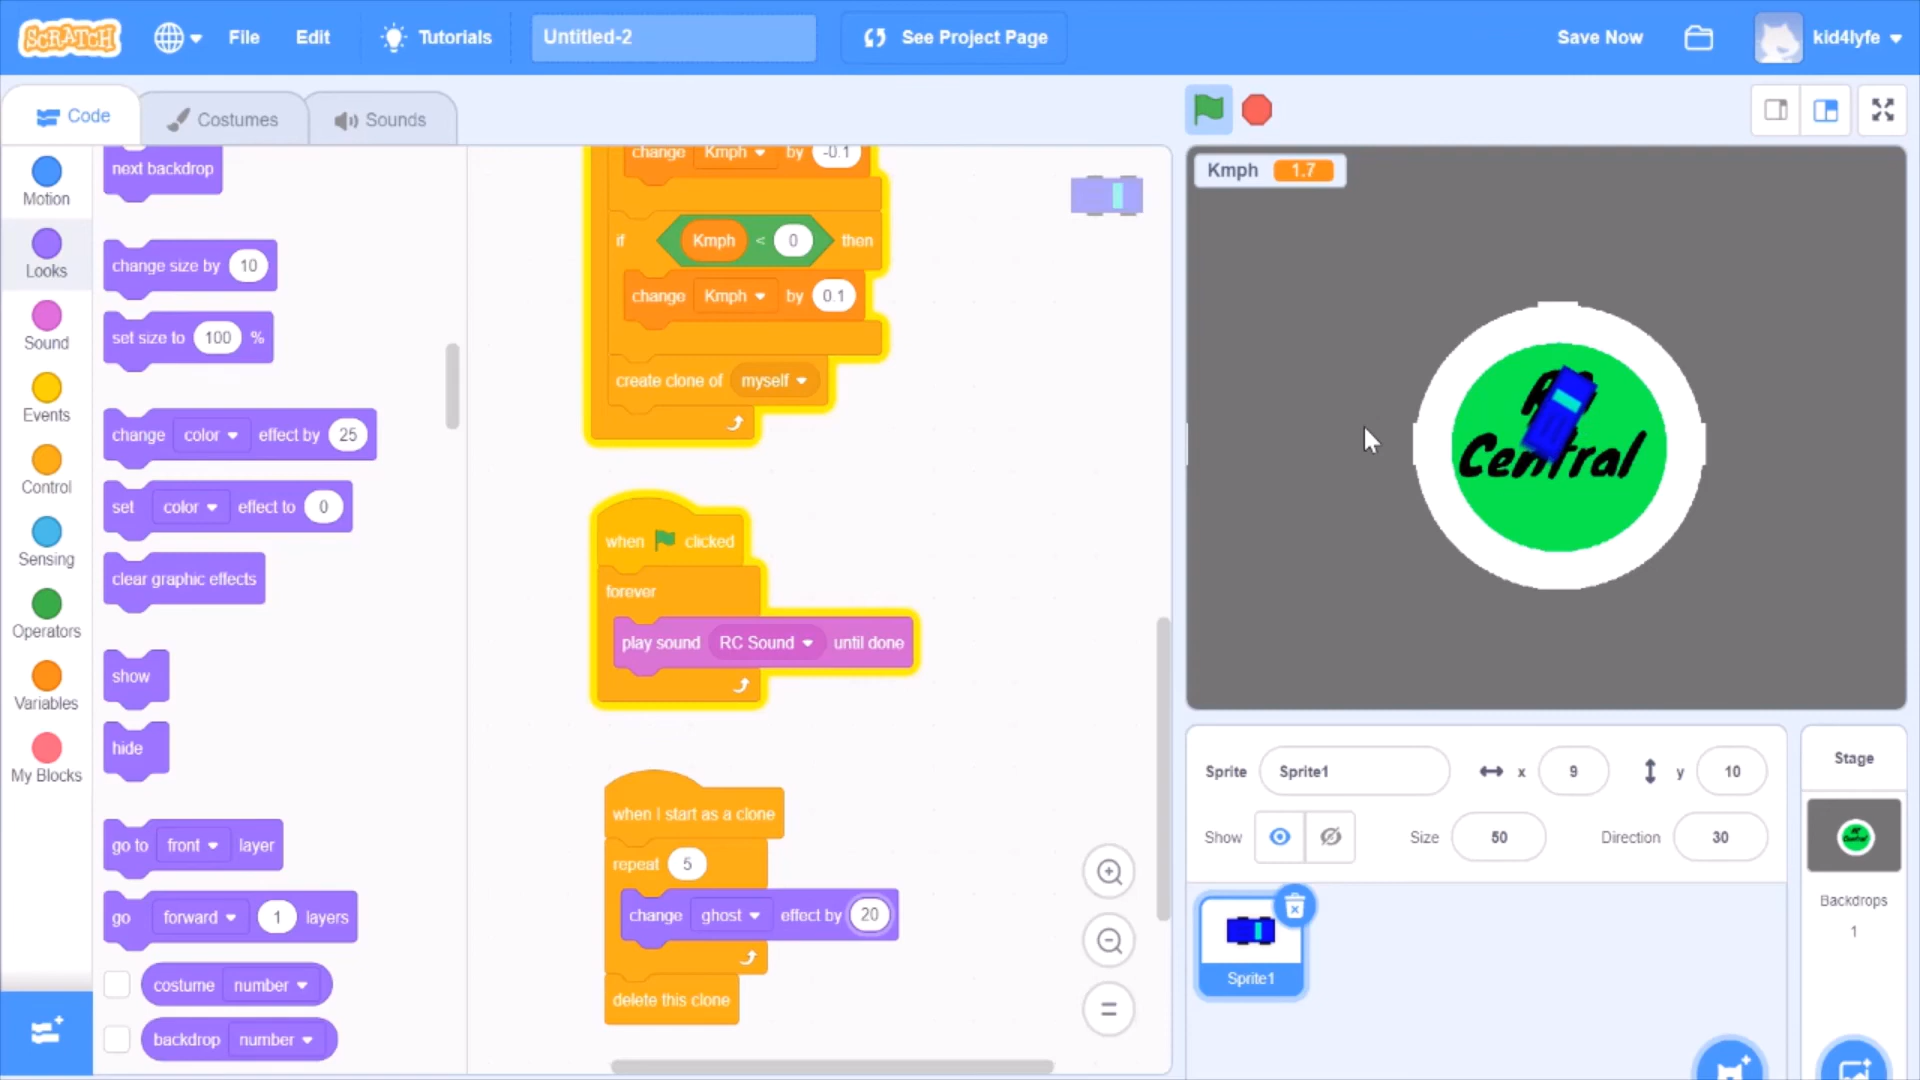 SCRATCH File Edit Tutorials Untitled-2 See Project Page Save Now kid4lyfe
Code Costumes Sounds
Motion
Looks
Sound
Events
Control
Sensing
Operators
Variables
My Blocks
next backdrop
change size by 10
set size to 100 %
change color effect by 25
set color effect to 0
clear graphic effects
show
hide
go to front layer
go forward 1 layers
costume number
backdrop number
change Kmph by -0.1
if Kmph < 0 then
change Kmph by 0.1
create clone of myself
when clicked
forever
play sound RC Sound until done
when I start as a clone
repeat 5
change ghost effect by 20
delete this clone
Kmph 1.7
Central
Sprite Sprite1 x 9 y 10
Show Size 50 Direction 30
Sprite1
Stage
Backdrops
1